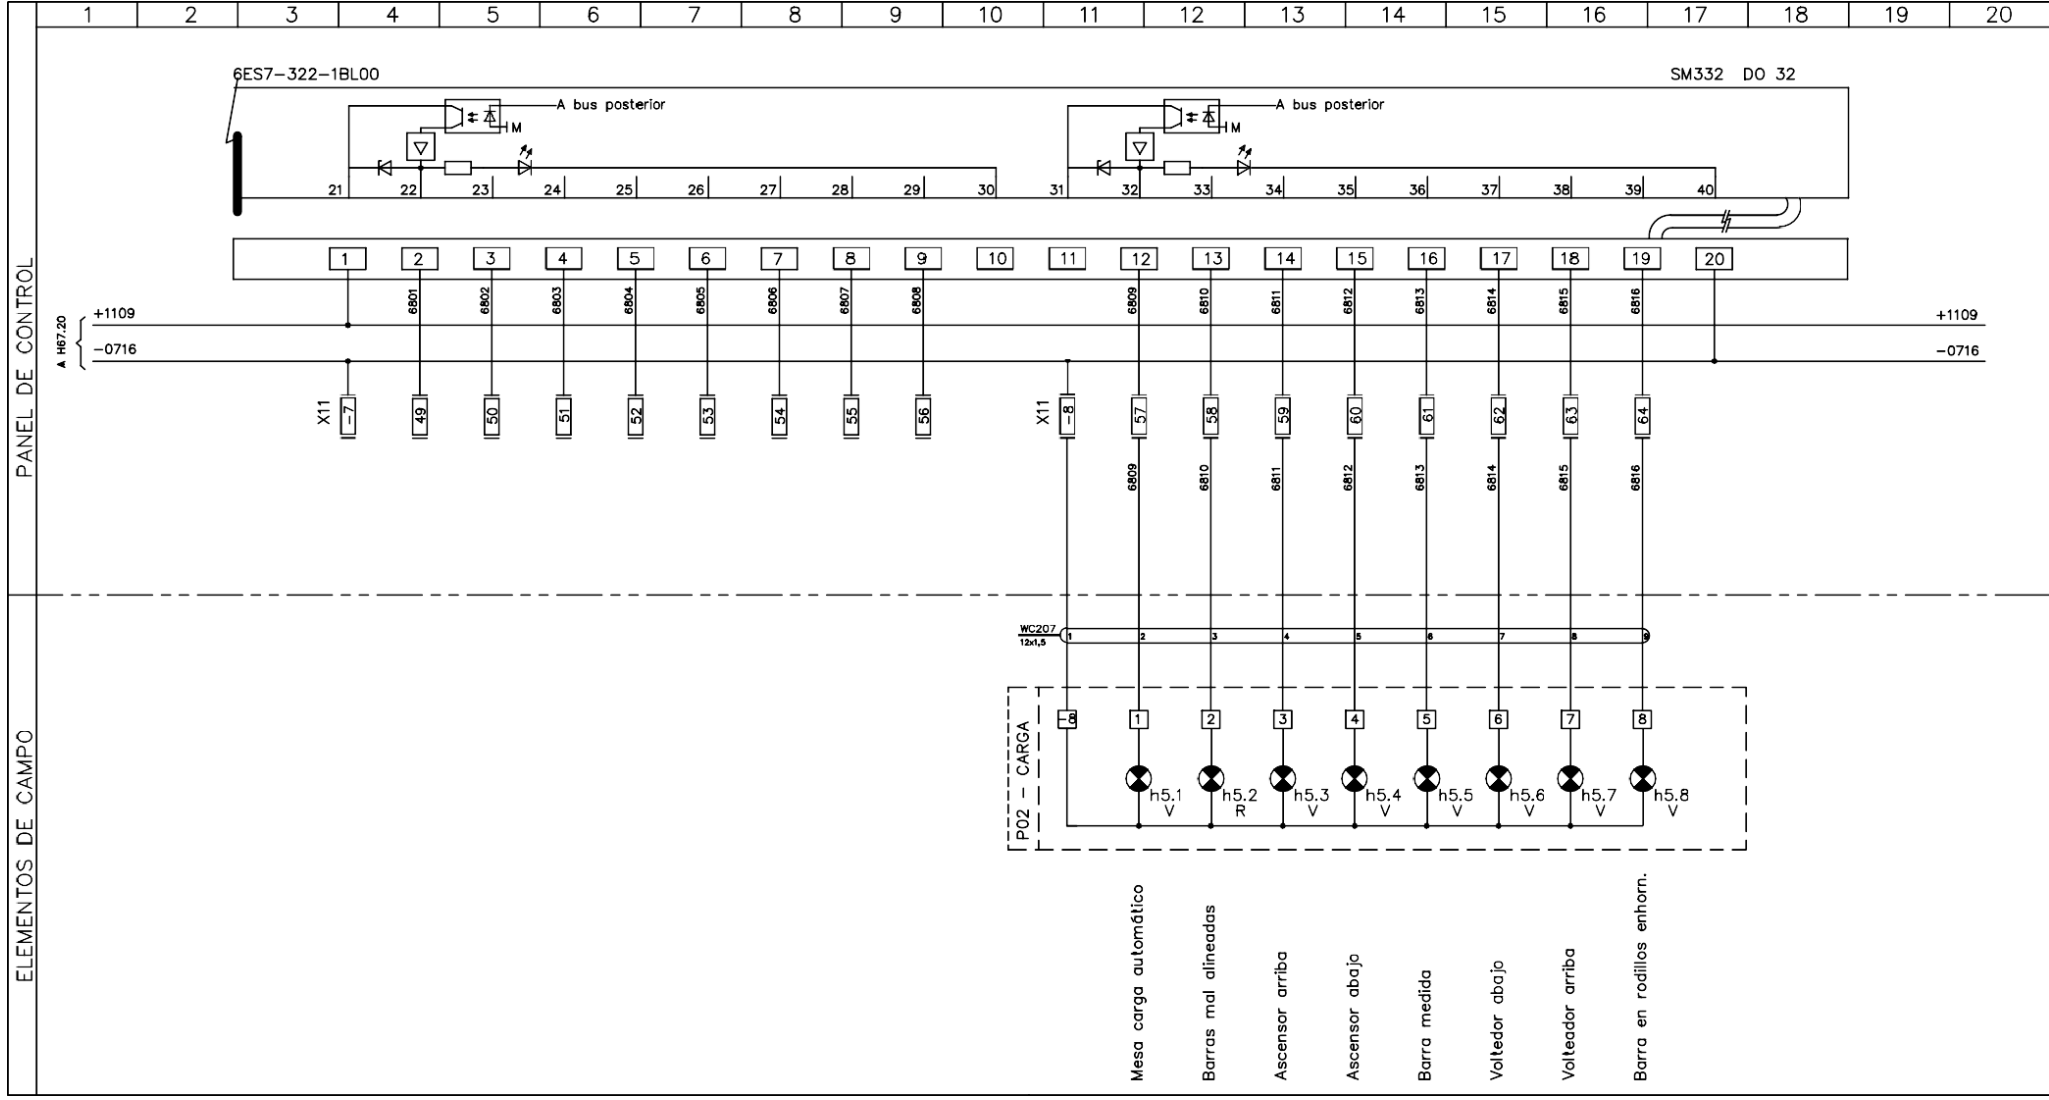 1 2 3 4 5 6 7 8 9 10 11 12 13 14 15 16 17 18 19 20
6ES7-322-1BL00
SM332 DO 32
A bus posterior
A bus posterior
M
M
21 22 23 24 25 26 27 28 29 30 31 32 33 34 35 36 37 38 39 40
PANEL DE CONTROL
1 2 3 4 5 6 7 8 9 10 11 12 13 14 15 16 17 18 19 20
6801 6802 6803 6804 6805 6806 6807 6808 6809 6810 6811 6812 6813 6814 6815 6816
A H67.20
+1109
+1109
-0716
-0716
X11 -7 49 50 51 52 53 54 55 56 X11 -8 57 58 59 60 61 62 63 64
6809 6810 6811 6812 6813 6814 6815 6816
ELEMENTOS DE CAMPO
WC207
12x1,5
1 2 3 4 5 6 7 8 9
P02 - CARGA
-8 1 2 3 4 5 6 7 8
h5.1 h5.2 h5.3 h5.4 h5.5 h5.6 h5.7 h5.8
V R V V V V V V
Mesa carga automático
Barras mal alineadas
Ascensor arriba
Ascensor abajo
Barra medida
Voltedor abajo
Volteador arriba
Barra en rodillos enhorn.